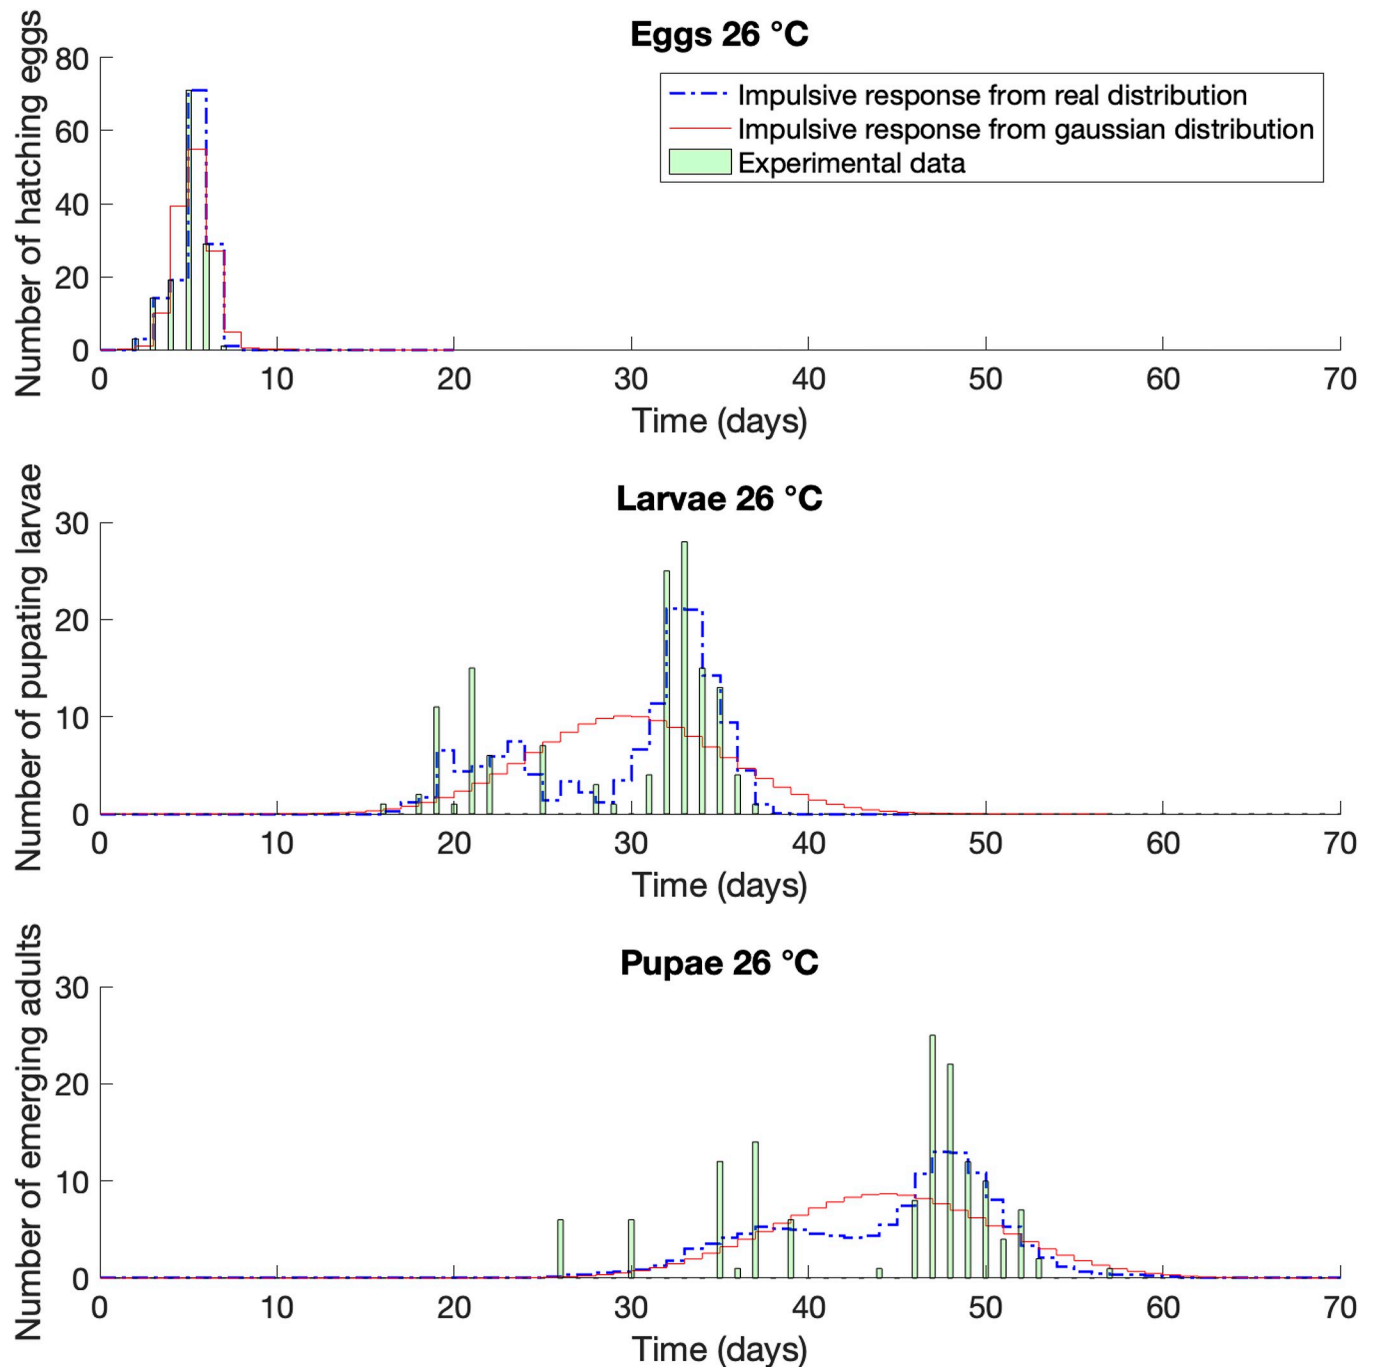 Eggs 26 °C
Number of hatching eggs
80
60
40
20
0
Impulsive response from real distribution
Impulsive response from gaussian distribution
Experimental data
0 10 20 30 40 50 60 70
Time (days)
Larvae 26 °C
Number of pupating larvae
30
20
10
0
0 10 20 30 40 50 60 70
Time (days)
Pupae 26 °C
Number of emerging adults
30
20
10
0
0 10 20 30 40 50 60 70
Time (days)